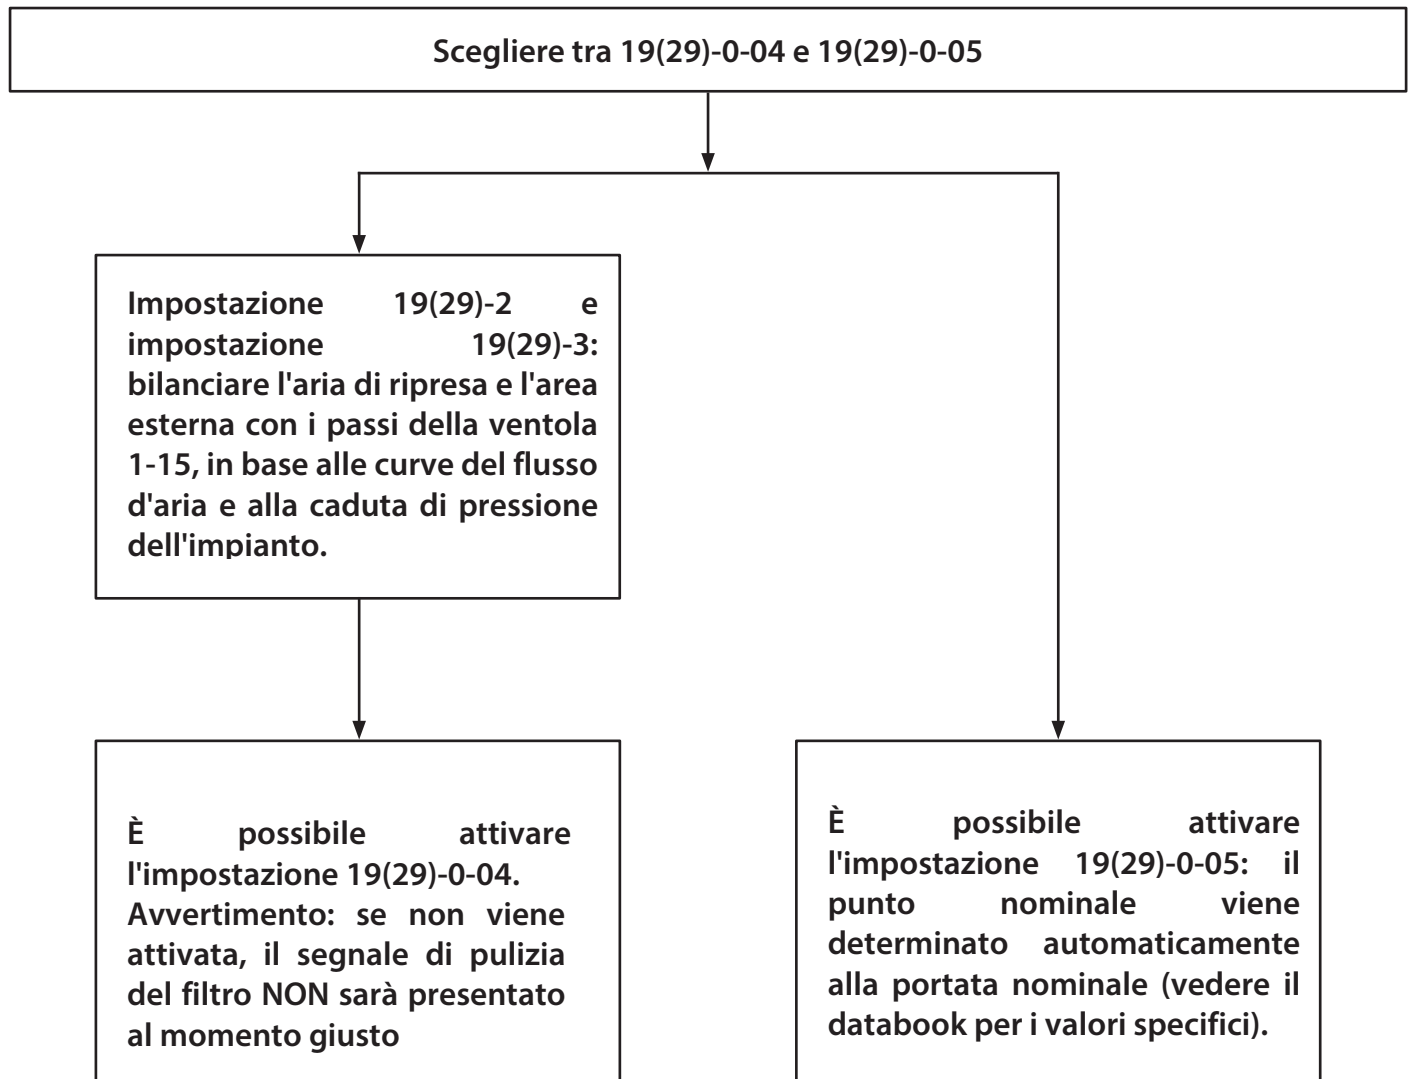 Scegliere tra 19(29)-0-04 e 19(29)-0-05
Impostazione 19(29)-2 e
impostazione 19(29)-3:
bilanciare l'aria di ripresa e l'area
esterna con i passi della ventola
1-15, in base alle curve del flusso
d'aria e alla caduta di pressione
dell'impianto.
È possibile attivare
l'impostazione 19(29)-0-04.
Avvertimento: se non viene
attivata, il segnale di pulizia
del filtro NON sarà presentato
al momento giusto
È possibile attivare
l'impostazione 19(29)-0-05: il
punto nominale viene
determinato automaticamente
alla portata nominale (vedere il
databook per i valori specifici).